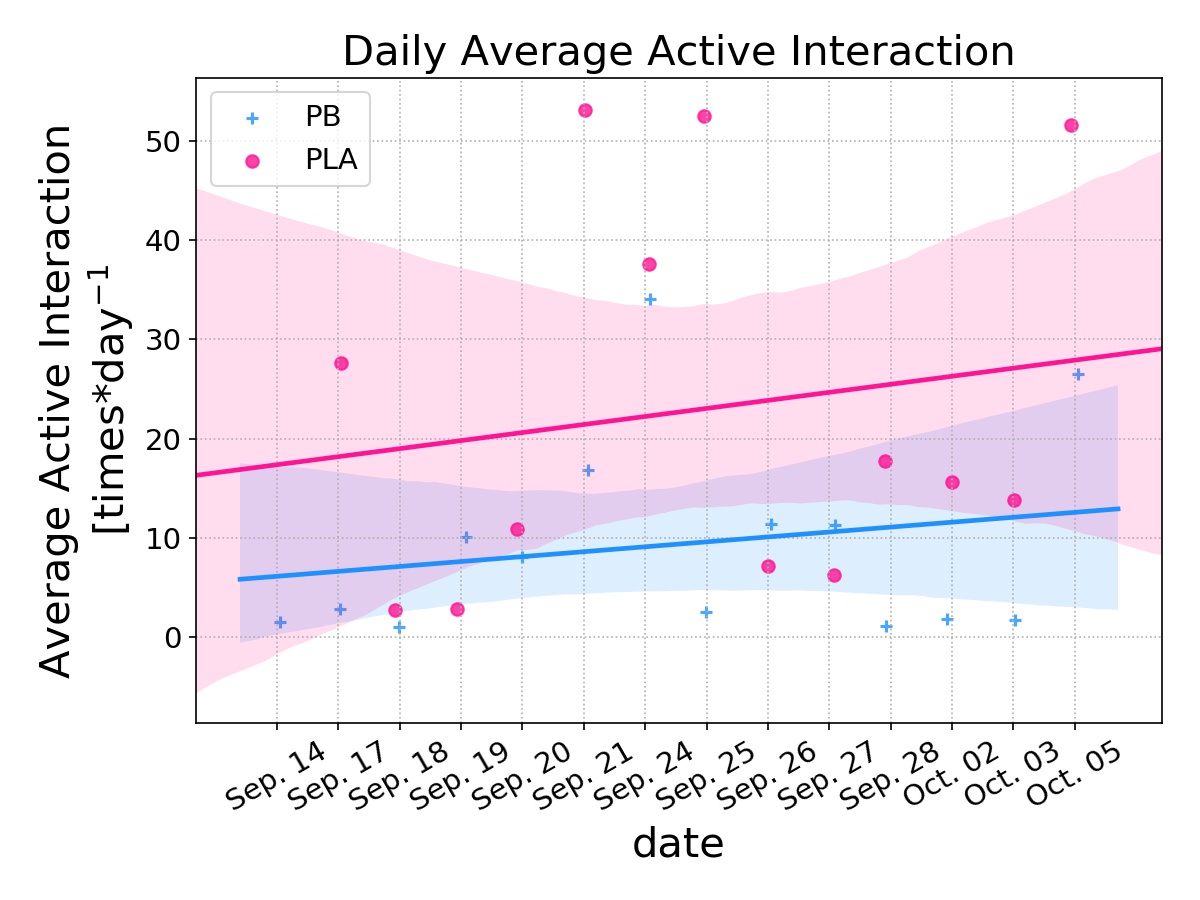 Daily Average Active Interaction
PB
PLA
50
40
30
20
10
0
Average Active Interaction
[times*day⁻¹]
Sep. 14
Sep. 17
Sep. 18
Sep. 19
Sep. 20
Sep. 21
Sep. 24
Sep. 25
Sep. 26
Sep. 27
Sep. 28
Oct. 02
Oct. 03
Oct. 05
date